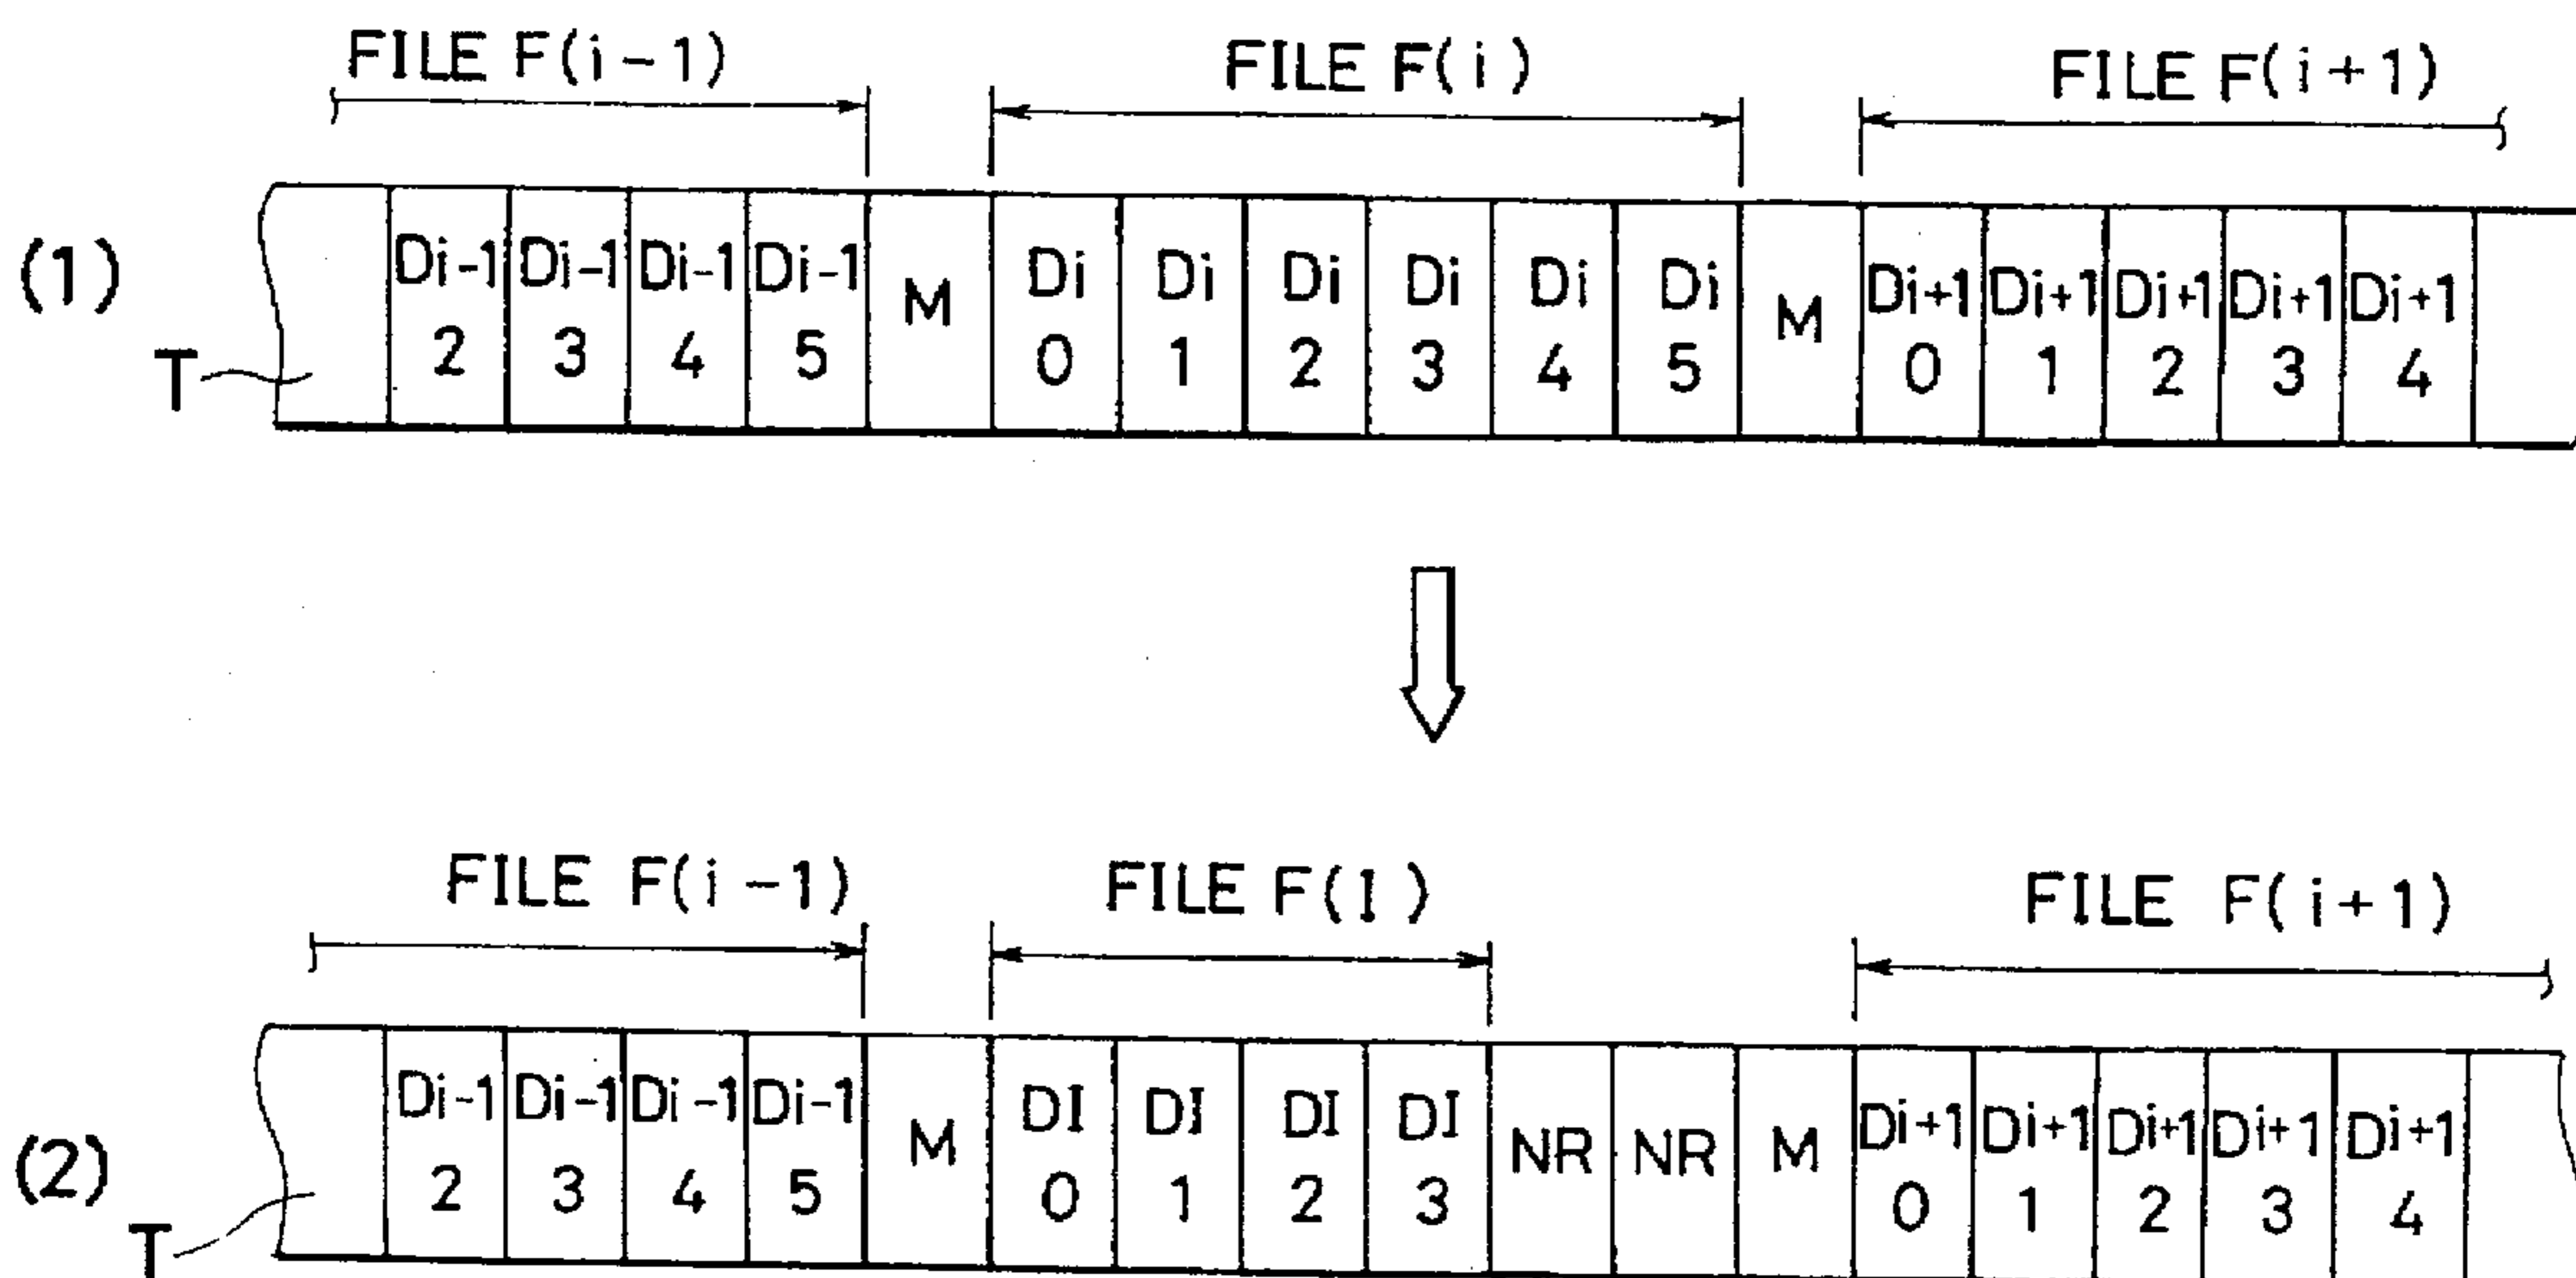 FILE F(i-1) FILE F(i) FILE F(i+1)
(1)
Di-1 Di-1 Di-1 Di-1 M Di Di Di Di Di Di M Di+1 Di+1 Di+1 Di+1 Di+1
2 3 4 5 0 1 2 3 4 5 0 1 2 3 4
T
FILE F(i-1) FILE F(I) FILE F(i+1)
(2)
Di-1 Di-1 Di-1 Di-1 M DI DI DI DI NR NR M Di+1 Di+1 Di+1 Di+1 Di+1
2 3 4 5 0 1 2 3 0 1 2 3 4
T